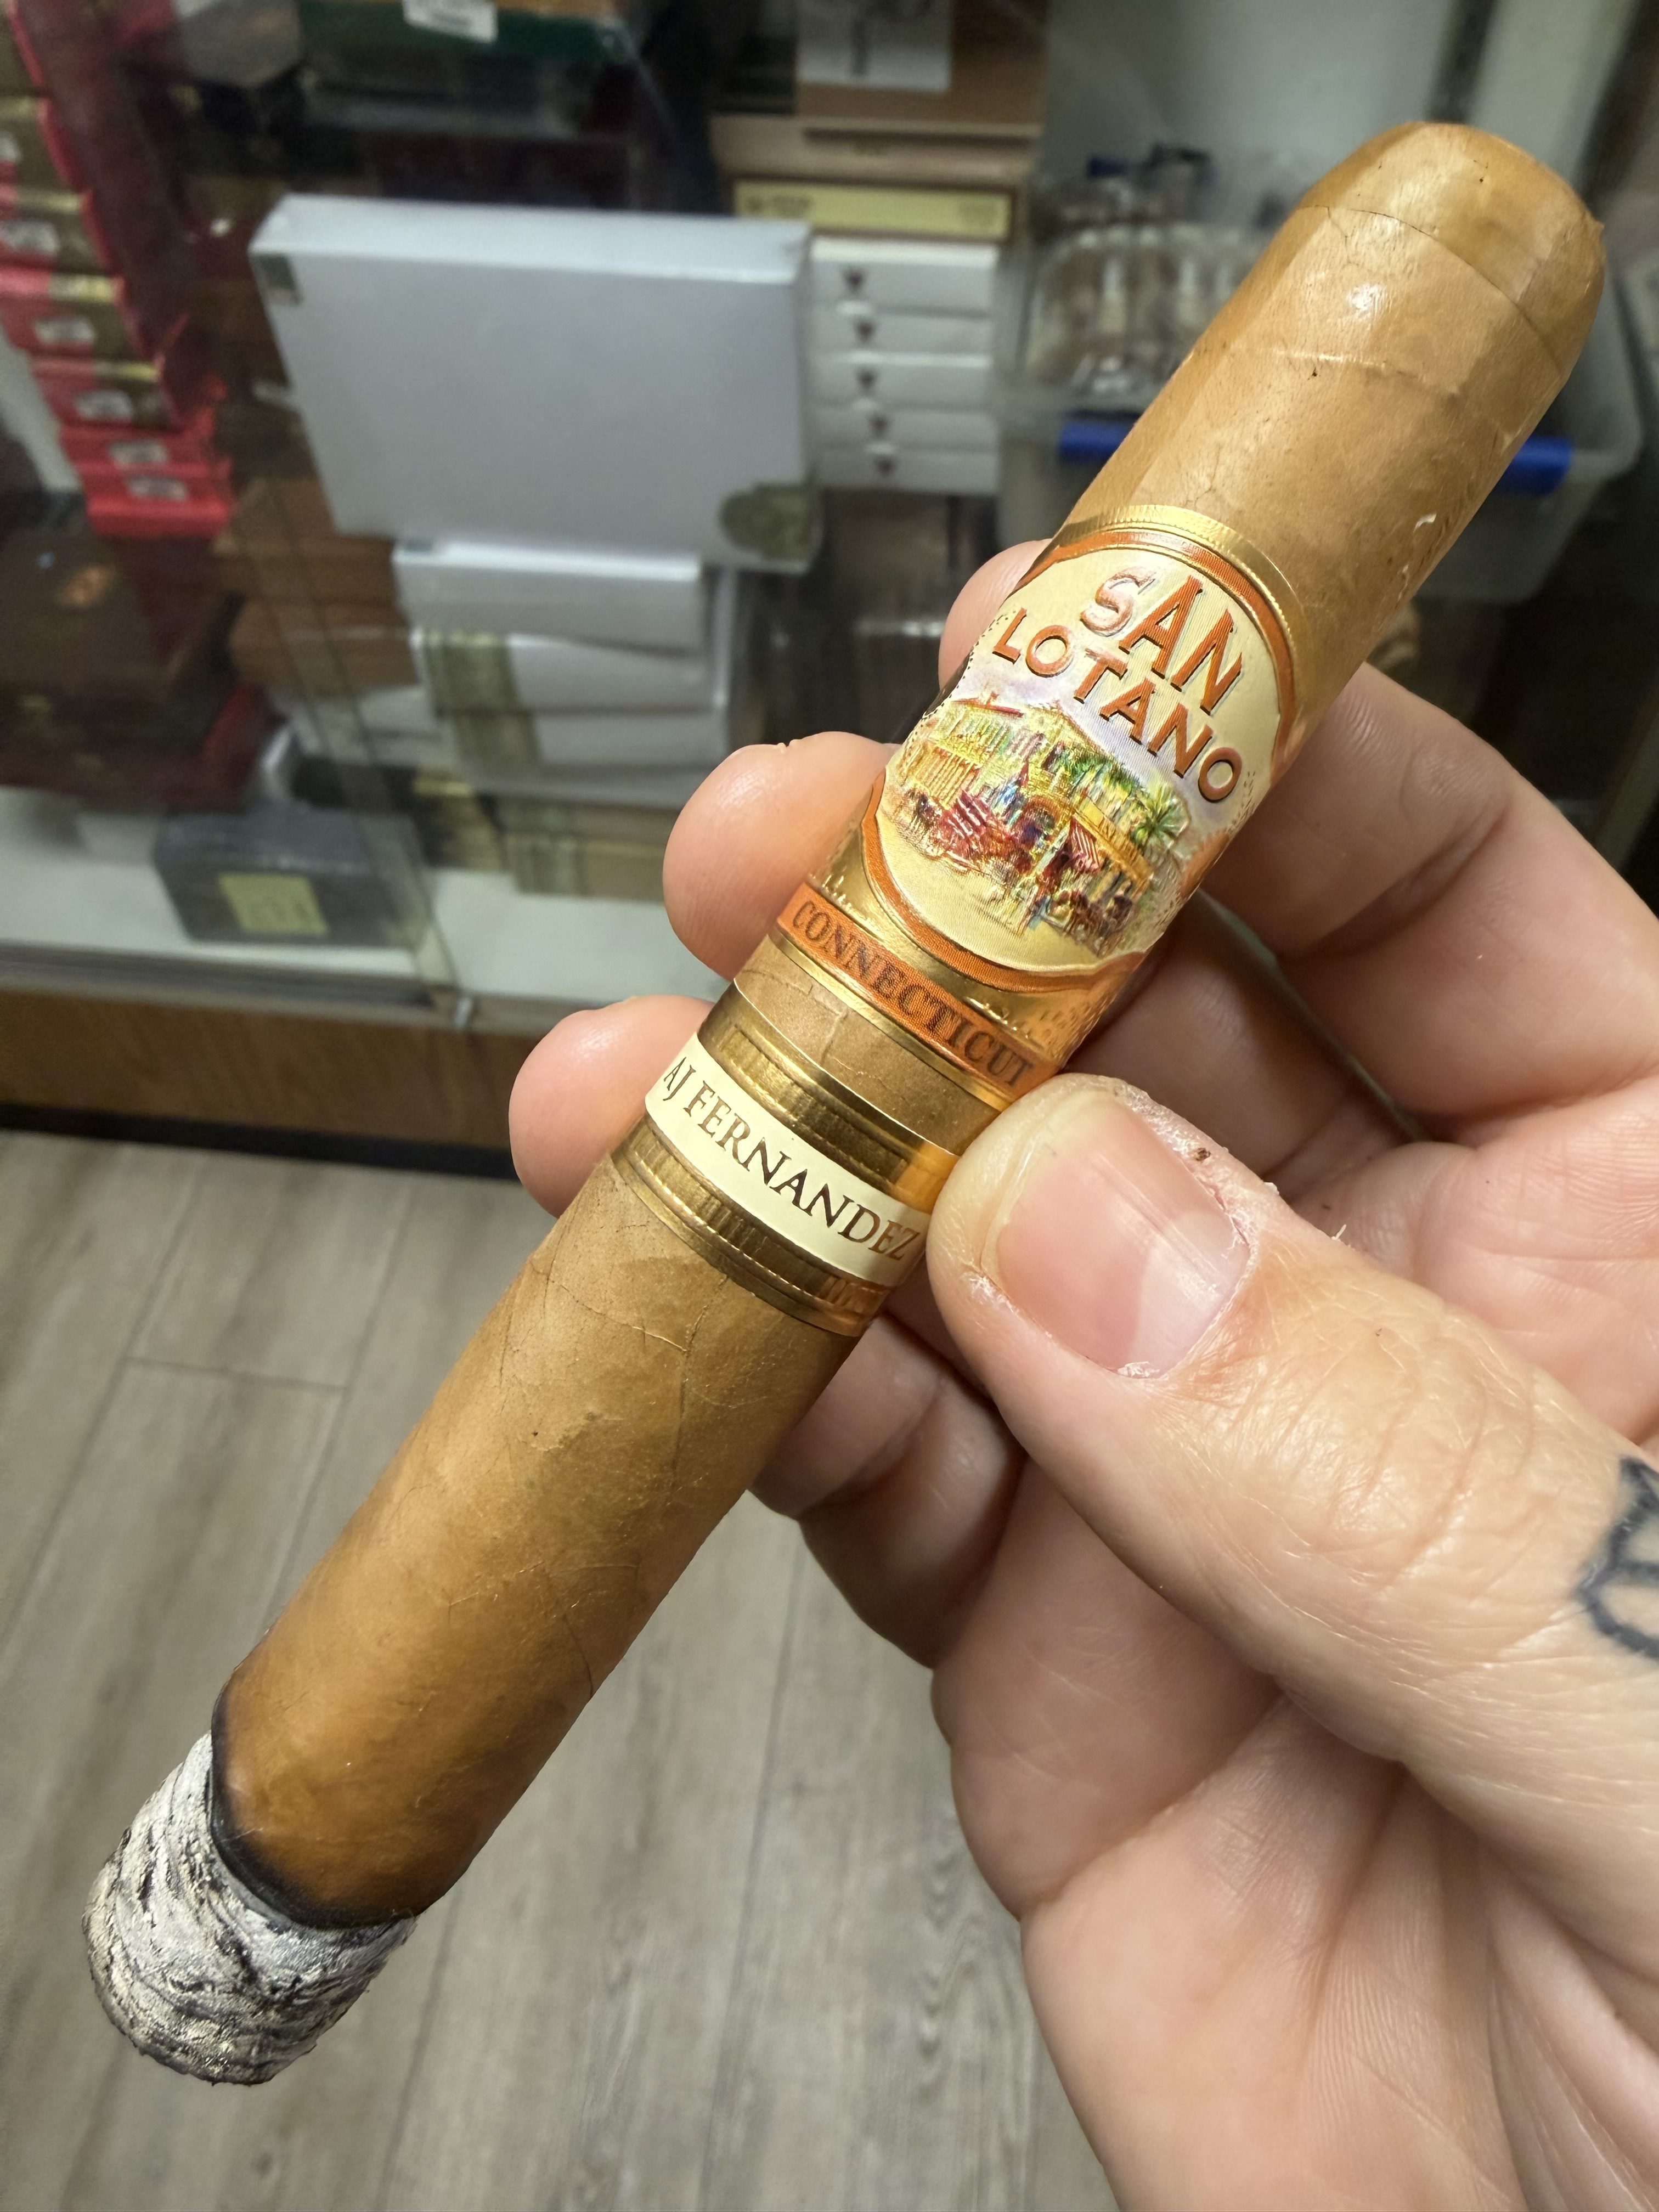 SAN
LOTANO
CONNECTICUT
AJ FERNANDEZ